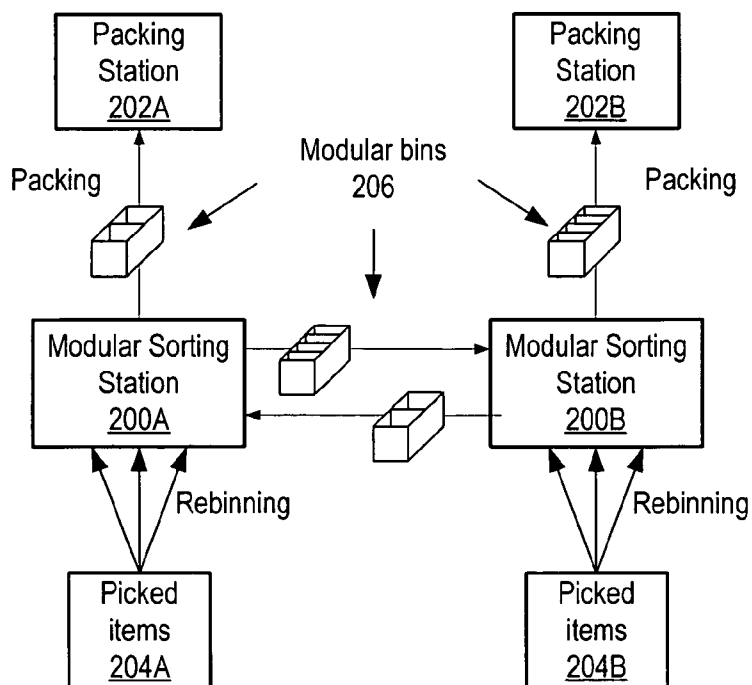 Packing
Station
202A
Packing
Station
202B
Modular bins
206
Packing
Packing
Modular Sorting
Station
200A
Modular Sorting
Station
200B
Rebinning
Rebinning
Picked
items
204A
Picked
items
204B